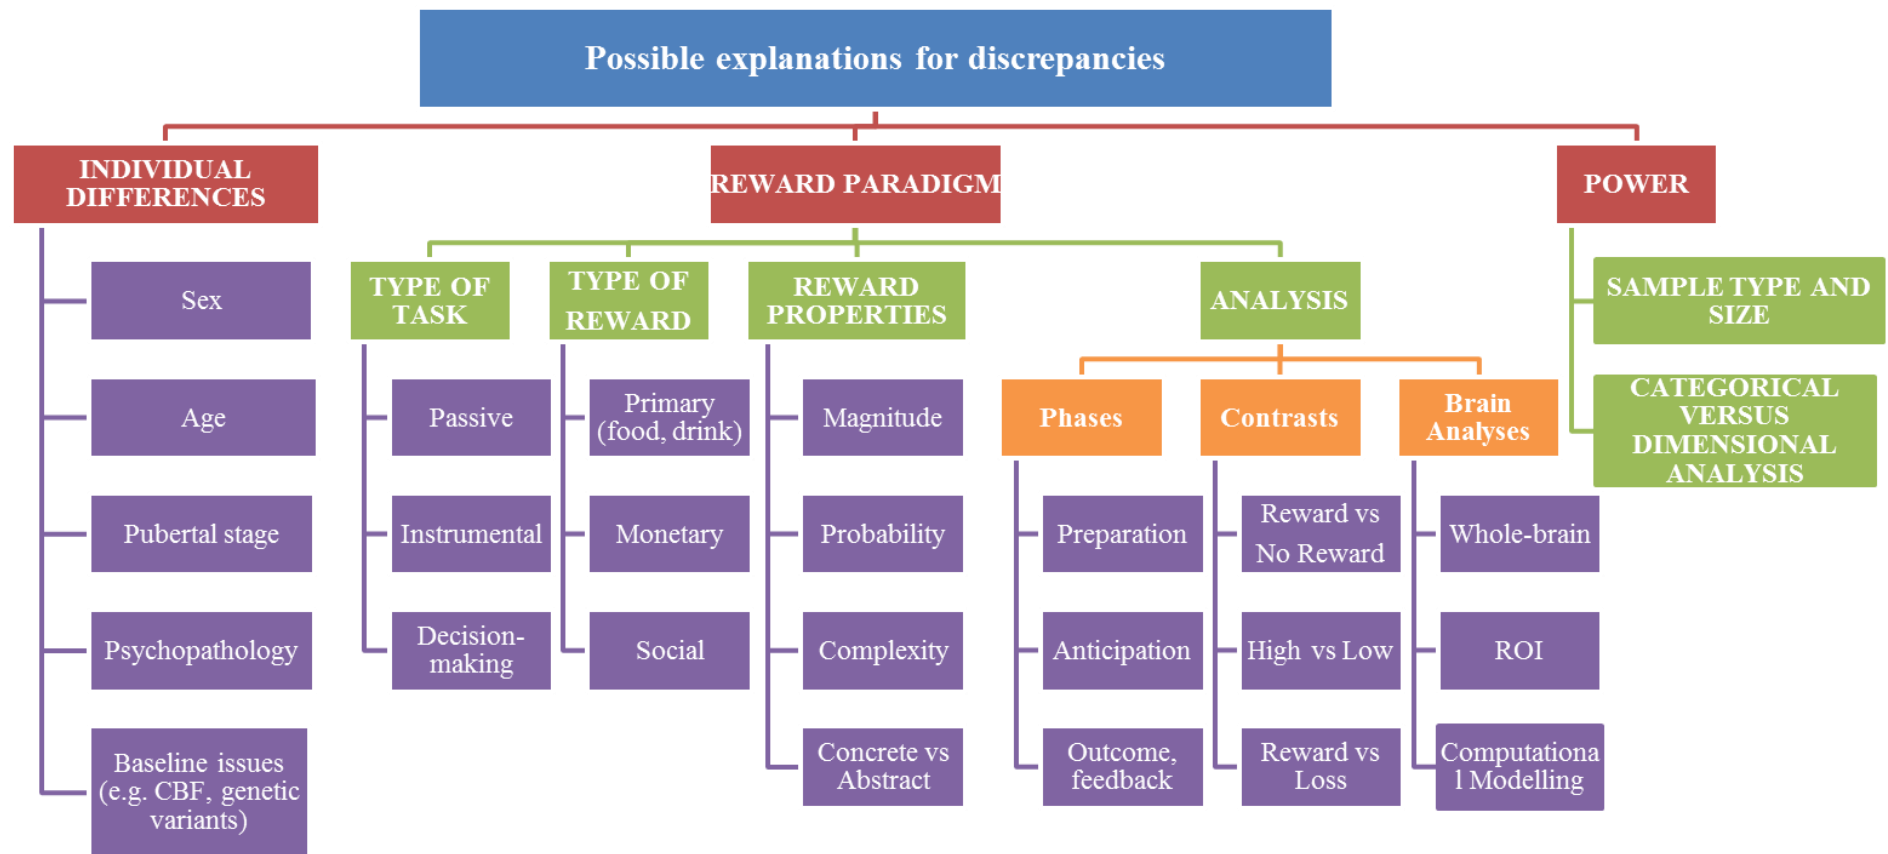 Possible explanations for discrepancies
INDIVIDUAL
DIFFERENCES
Sex
Age
Pubertal stage
Psychopathology
Baseline issues
(e.g. CBF, genetic
variants)
REWARD PARADIGM
TYPE OF
TASK
Passive
Instrumental
Decision-
making
TYPE OF
REWARD
Primary
(food, drink)
Monetary
Social
REWARD
PROPERTIES
Magnitude
Probability
Complexity
Concrete vs
Abstract
ANALYSIS
Phases
Preparation
Anticipation
Outcome,
feedback
Contrasts
Reward vs
No Reward
High vs Low
Reward vs
Loss
Brain
Analyses
Whole-brain
ROI
Computationa
l Modelling
POWER
SAMPLE TYPE AND
SIZE
CATEGORICAL
VERSUS
DIMENSIONAL
ANALYSIS